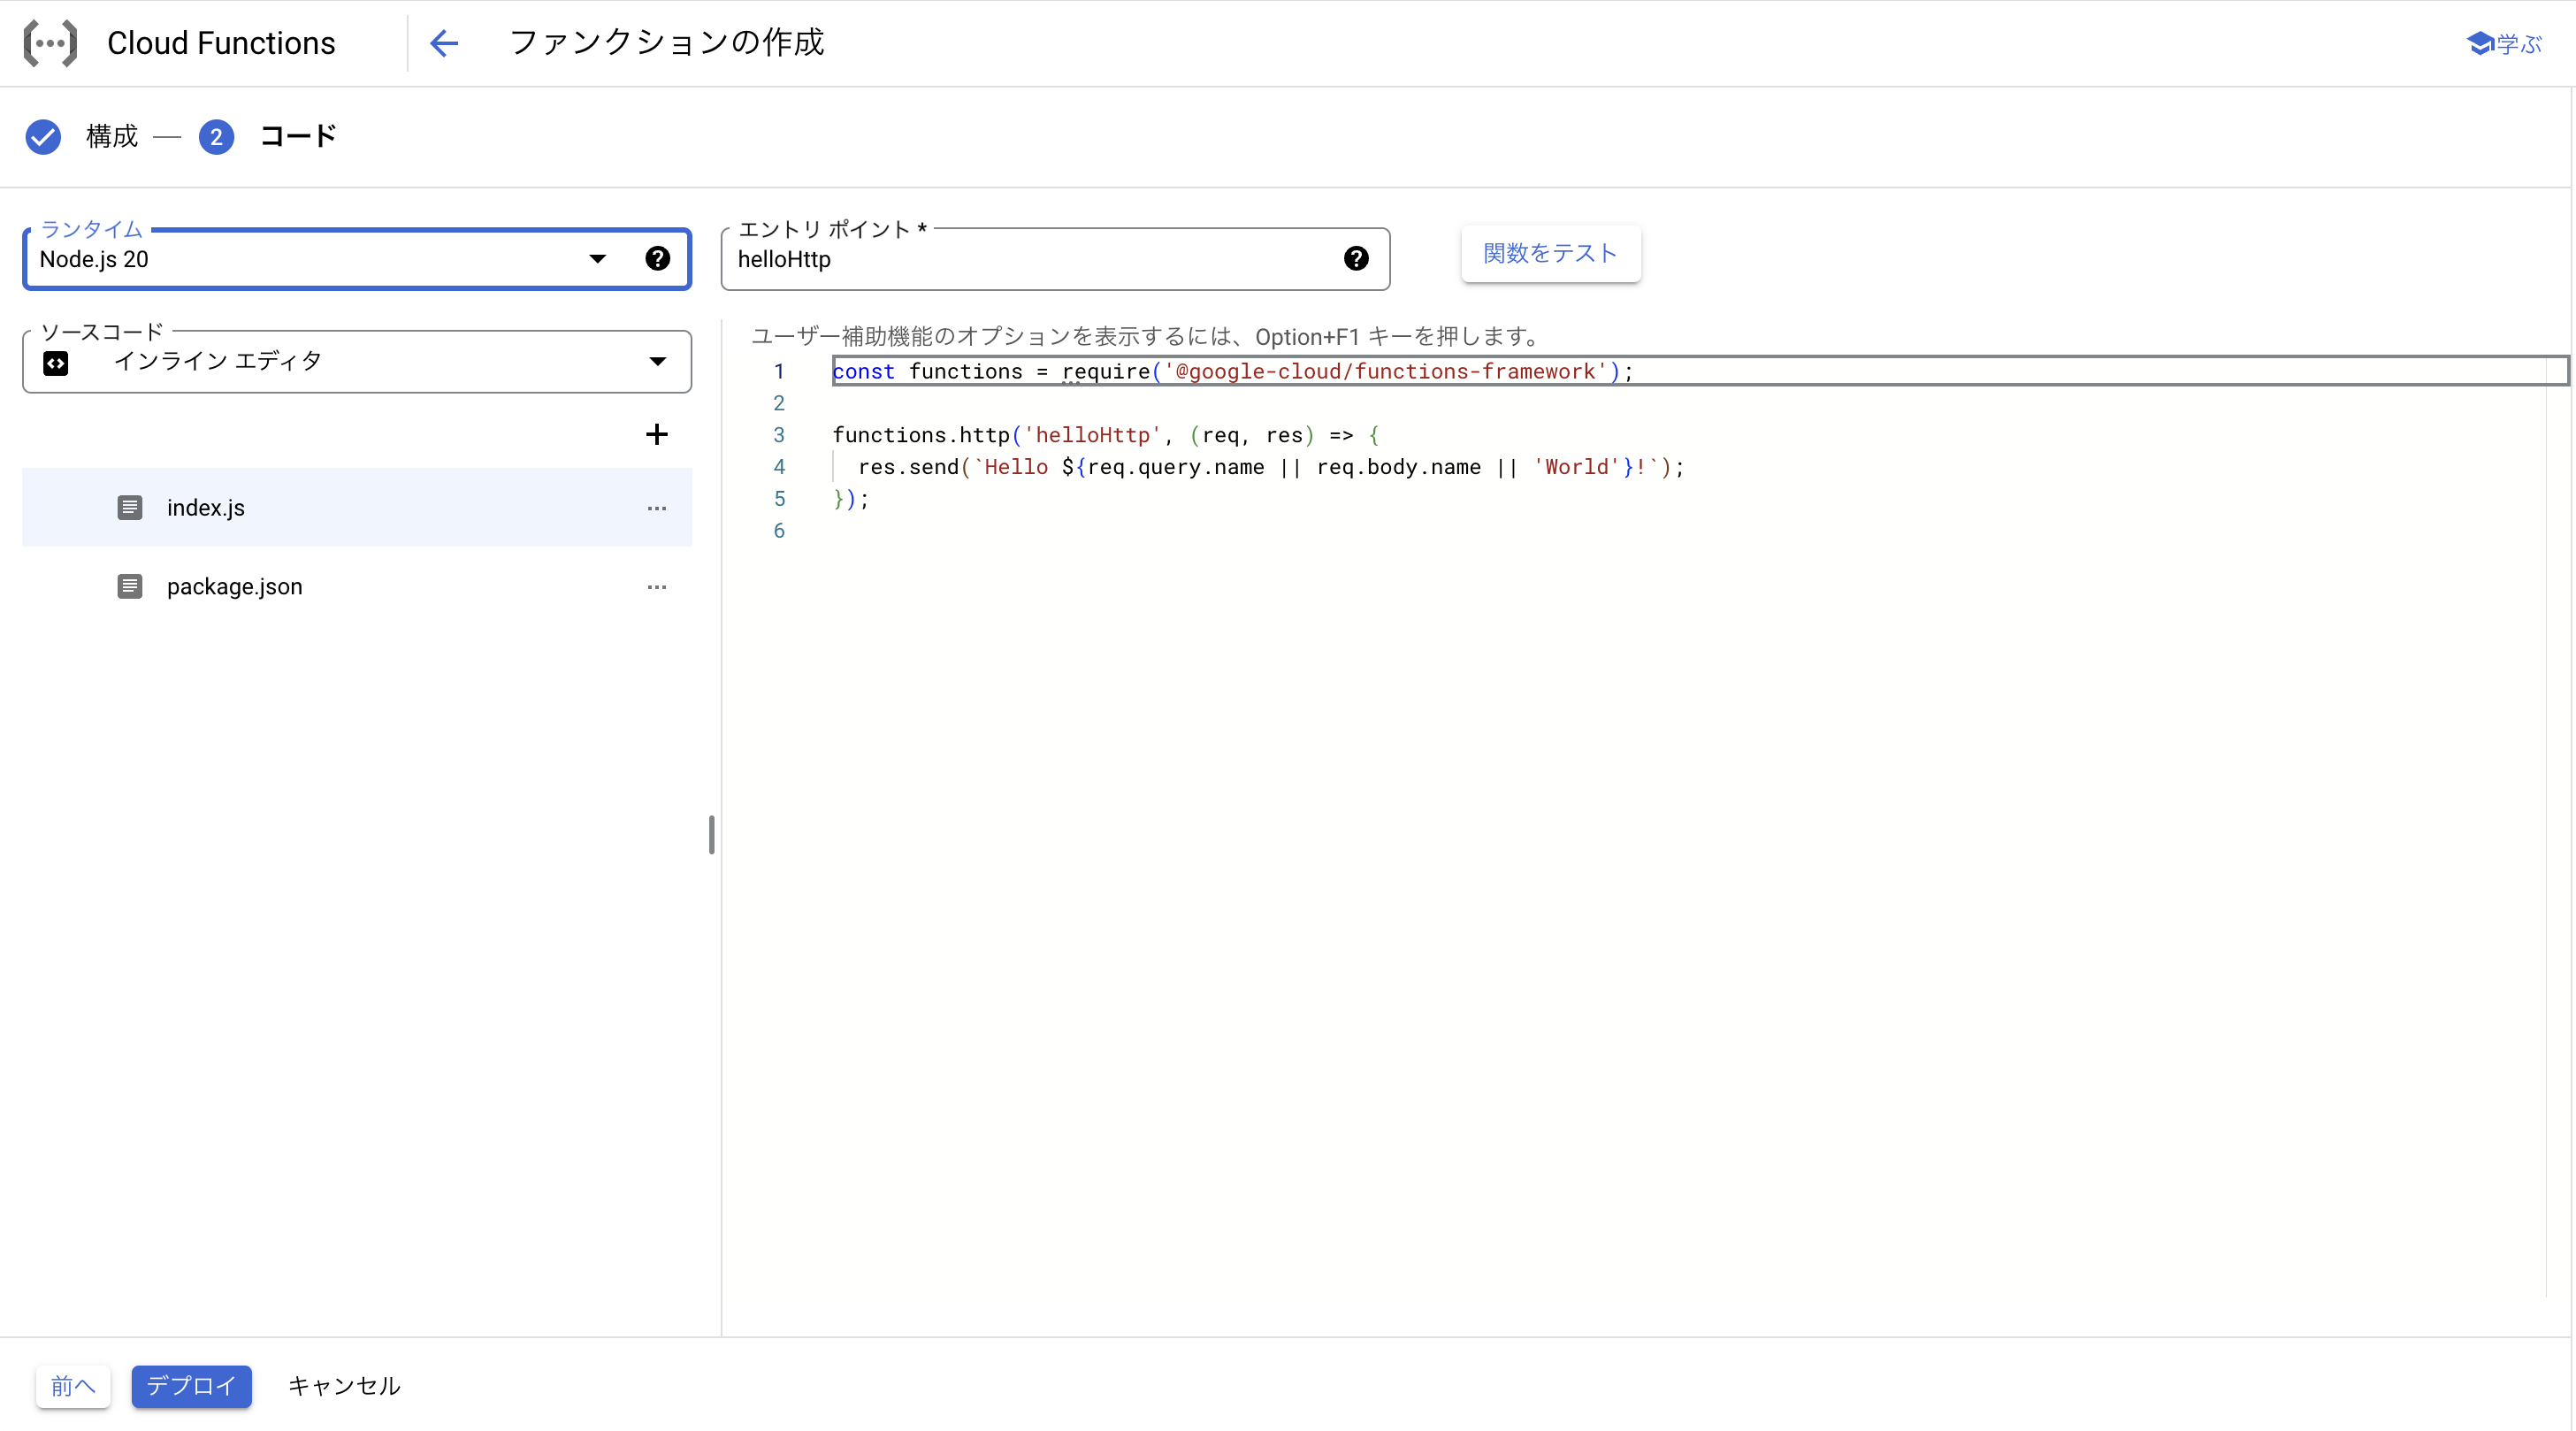 Cloud Functions
ファンクションの作成
学ぶ
構成
2 コード
ランタイム
Node.js 20
エントリ ポイント *
helloHttp
関数をテスト
ソースコード
インライン エディタ
index.js
package.json
ユーザー補助機能のオプションを表示するには、Option+F1 キーを押します。
1 const functions = require('@google-cloud/functions-framework');
2
3 functions.http('helloHttp', (req, res) => {
4   res.send(`Hello ${req.query.name || req.body.name || 'World'}!`);
5 });
6
前へ
デプロイ
キャンセル